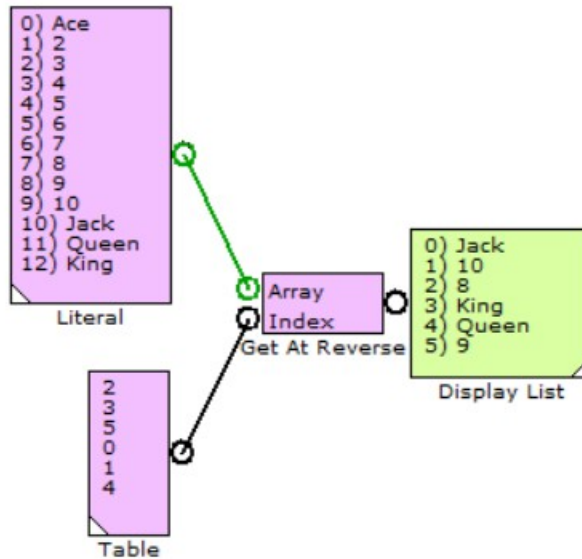 0) Ace
1) 2
2) 3
3) 4
4) 5
5) 6
6) 7
7) 8
8) 9
9) 10
10) Jack
11) Queen
12) King
Literal
Array
Index
Get At Reverse
0) Jack
1) 10
2) 8
3) King
4) Queen
5) 9
Display List
2
3
5
0
1
4
Table